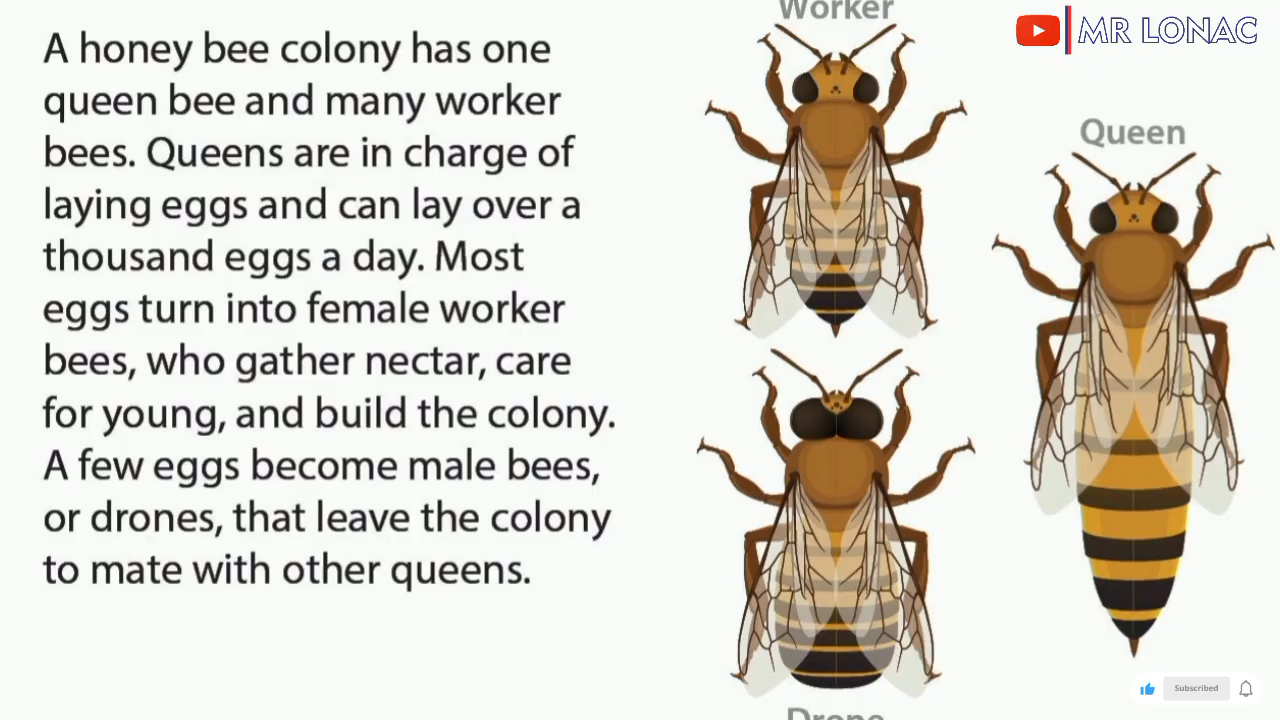 A honey bee colony has one
queen bee and many worker
bees. Queens are in charge of
laying eggs and can lay over a
thousand eggs a day. Most
eggs turn into female worker
bees, who gather nectar, care
for young, and build the colony.
A few eggs become male bees,
or drones, that leave the colony
to mate with other queens.
Worker
MR LONAC
Queen
Drone
Subscribed